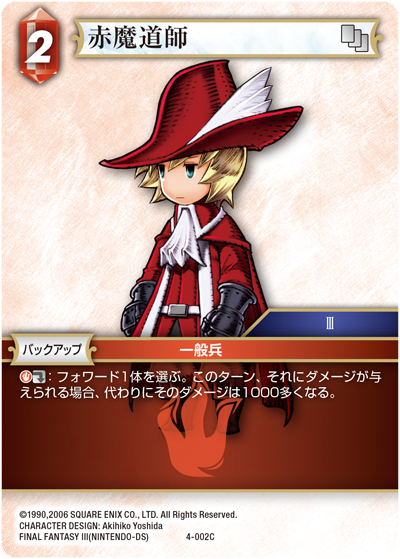 2
赤魔道師
III
バックアップ
一般兵
：フォワード1体を選ぶ。このターン、それにダメージが与
えられる場合、代わりにそのダメージは1000多くなる。
©1990,2006 SQUARE ENIX CO., LTD. All Rights Reserved.
CHARACTER DESIGN: Akihiko Yoshida
FINAL FANTASY III(NINTENDO-DS)
4-002C